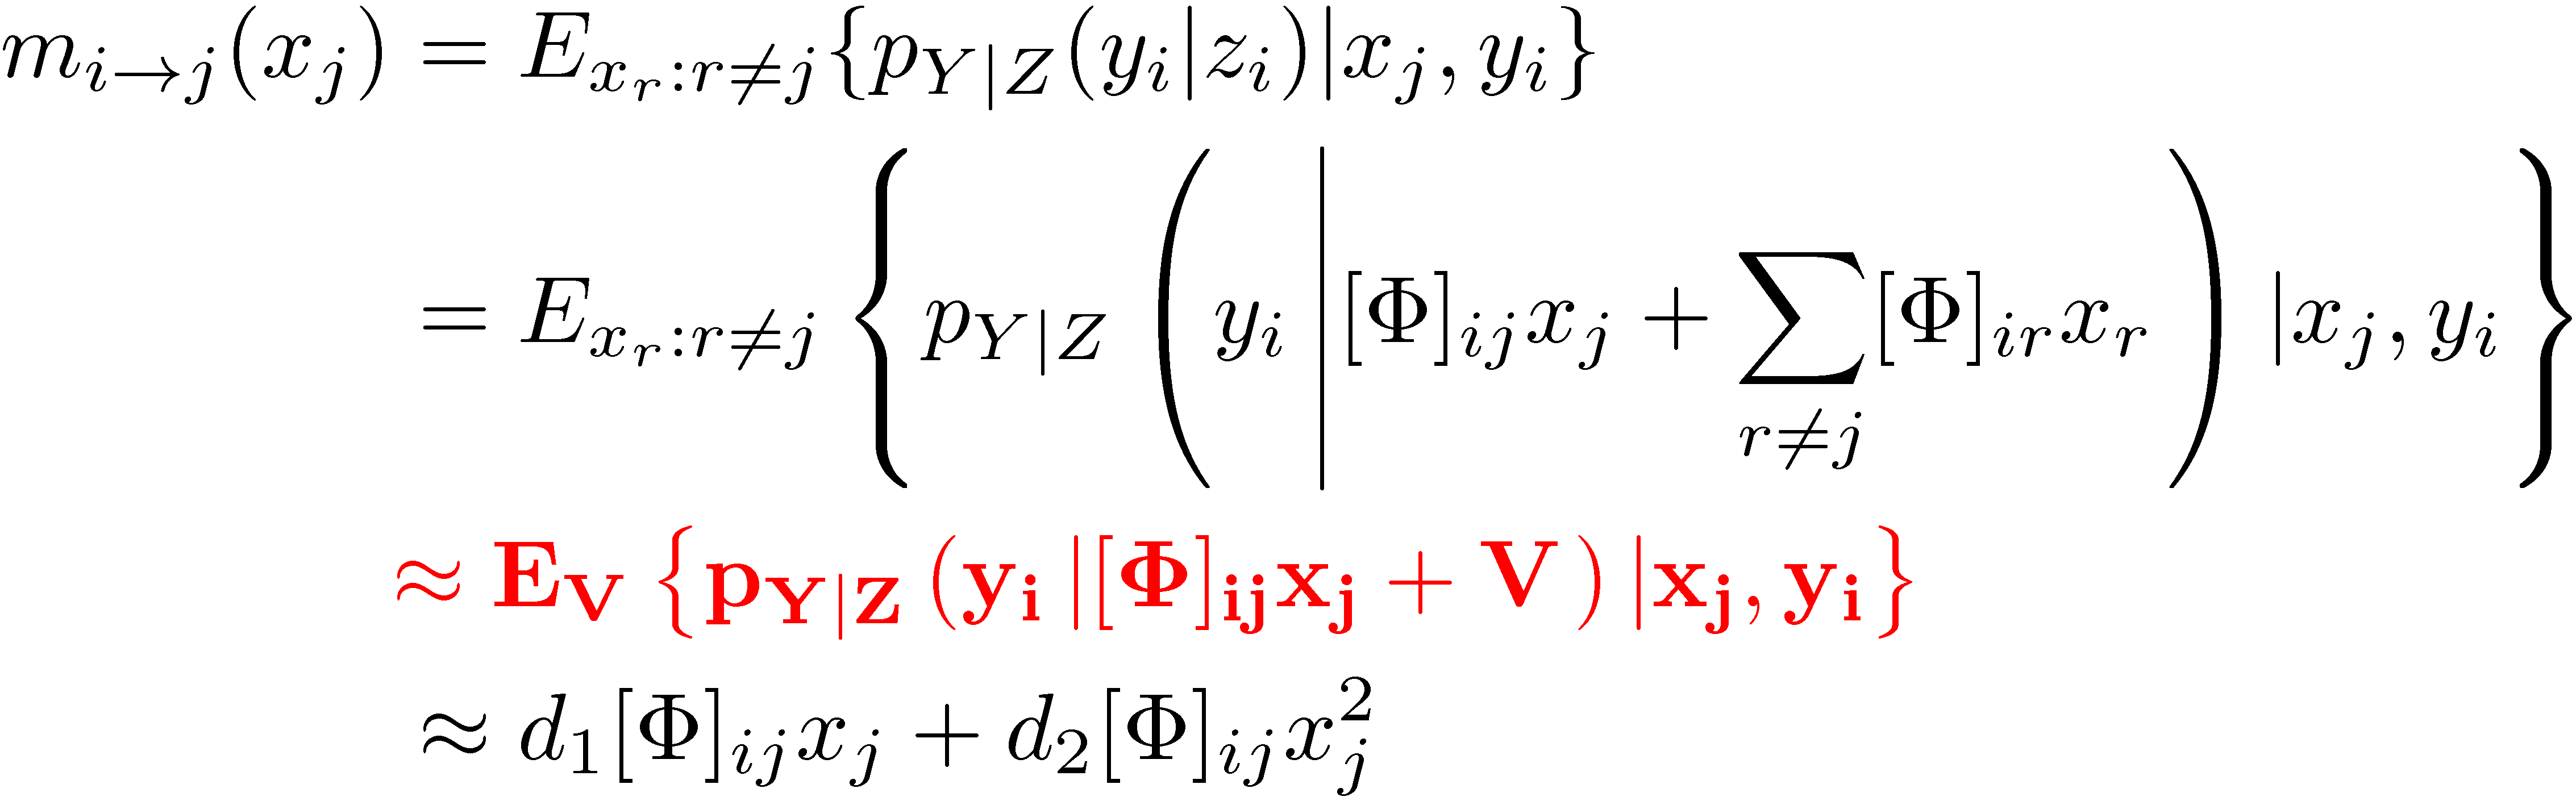 m_{i→j}(x_j) = E_{x_r:r≠j}{p_{Y|Z}(y_i|z_i)|x_j, y_i}
= E_{x_r:r≠j} { p_{Y|Z} ( y_i | [Φ]_{ij}x_j + ∑_{r≠j} [Φ]_{ir}x_r ) |x_j, y_i }
≈ E_V {p_{Y|Z} (y_i |[Φ]_{ij}x_j + V) |x_j, y_i}
≈ d_1[Φ]_{ij}x_j + d_2[Φ]_{ij}x_j^2